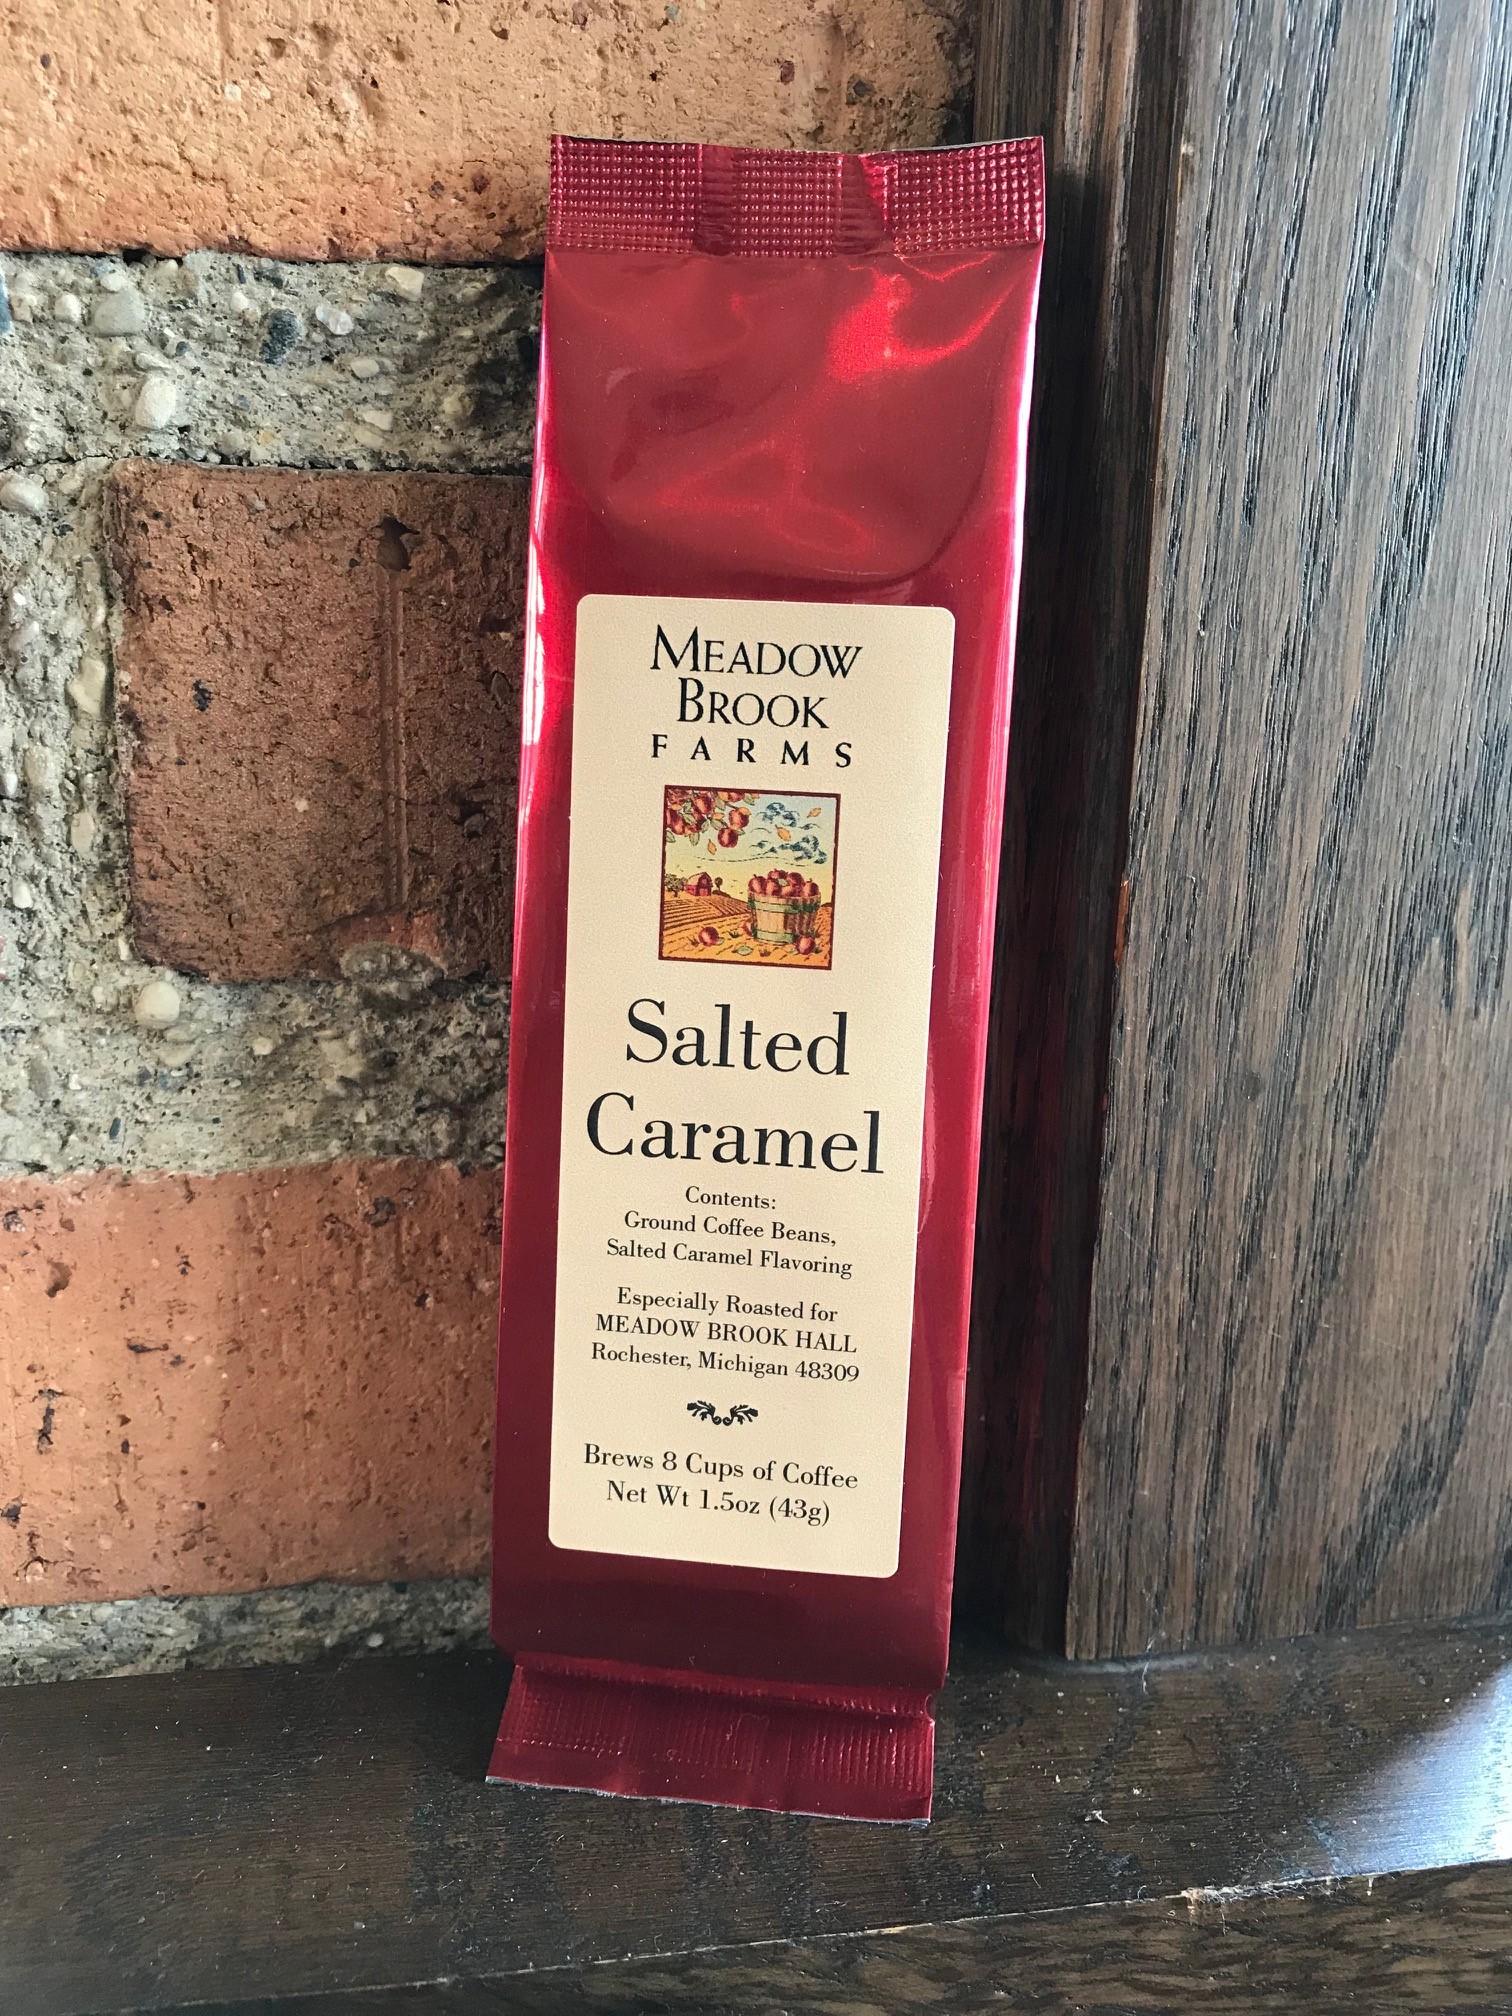 MEADOW
BROOK
FARMS
Salted
Caramel
Contents:
Ground Coffee Beans,
Salted Caramel Flavoring
Especially Roasted for
MEADOW BROOK HALL
Rochester, Michigan 48309
Brews 8 Cups of Coffee
Net Wt 1.5oz (43g)